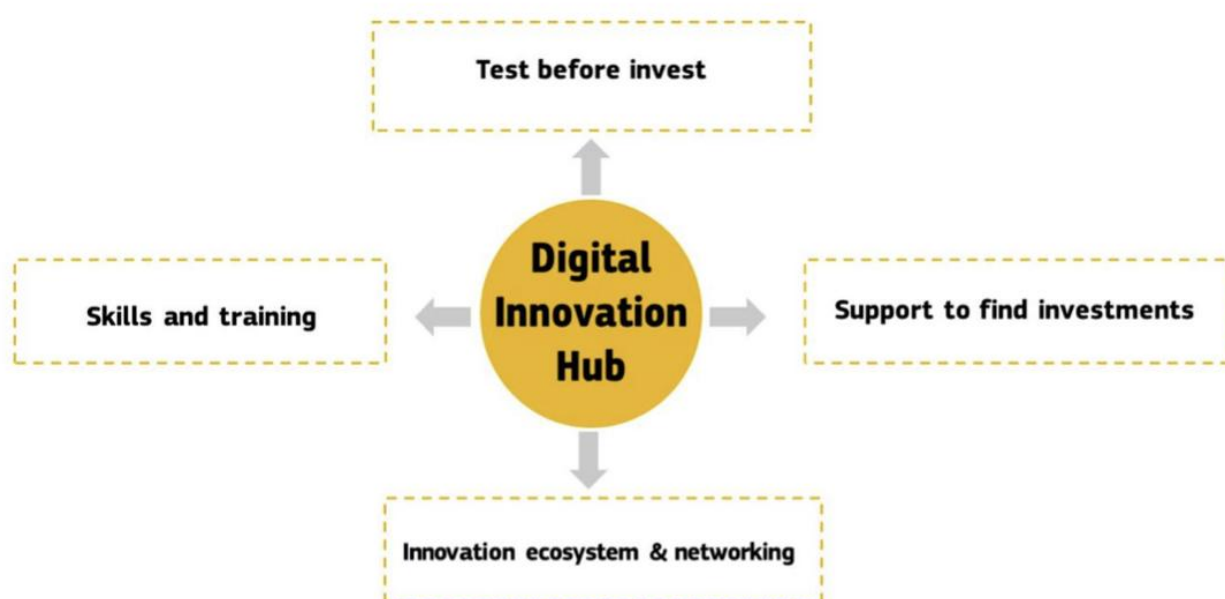 Test before invest
Digital
Innovation
Hub
Skills and training
Support to find investments
Innovation ecosystem & networking